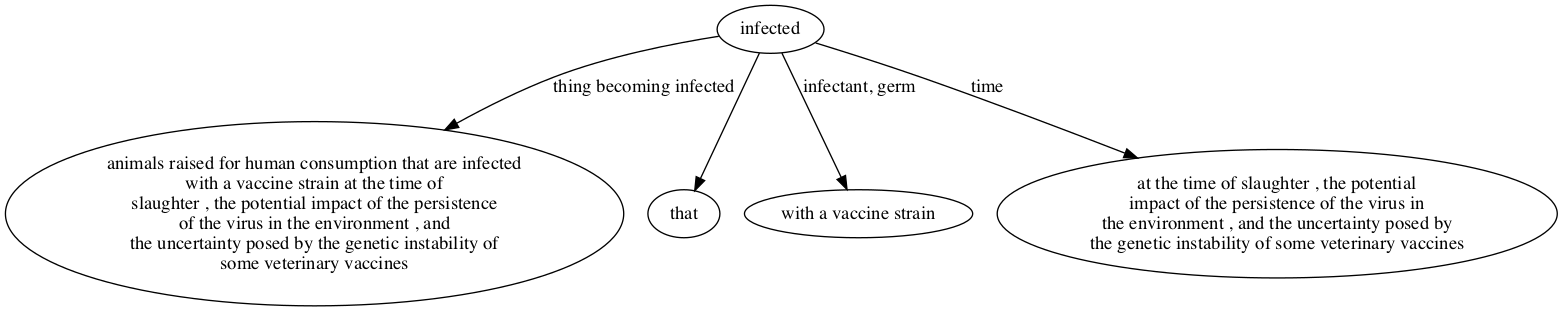 infected
thing becoming infected
infectant, germ
time
animals raised for human consumption that are infected
with a vaccine strain at the time of
slaughter , the potential impact of the persistence
of the virus in the environment , and
the uncertainty posed by the genetic instability of
some veterinary vaccines
that
with a vaccine strain
at the time of slaughter , the potential
impact of the persistence of the virus in
the environment , and the uncertainty posed by
the genetic instability of some veterinary vaccines